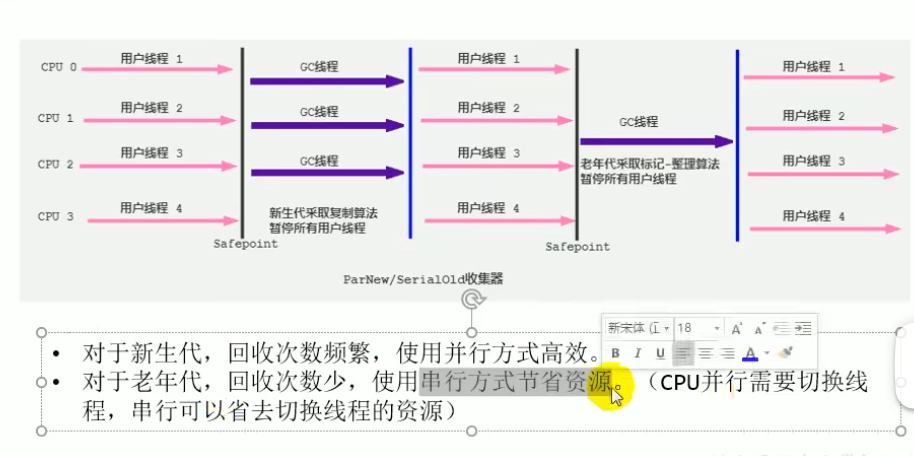 CPU 0
用户线程 1
GC线程
用户线程 1
用户线程 1
CPU 1
用户线程 2
GC线程
用户线程 2
GC线程
用户线程 2
CPU 2
用户线程 3
GC线程
用户线程 3
老年代采取标记-整理算法
暂停所有用户线程
用户线程 3
CPU 3
用户线程 4
新生代采取复制算法
暂停所有用户线程
用户线程 4
用户线程 4
Safepoint
Safepoint
ParNew/SerialOld收集器
新宋体 (正
18
A
A
B
I
U
A
• 对于新生代，回收次数频繁，使用并行方式高效。
• 对于老年代，回收次数少，使用串行方式节省资源。（CPU并行需要切换线
程，串行可以省去切换线程的资源）